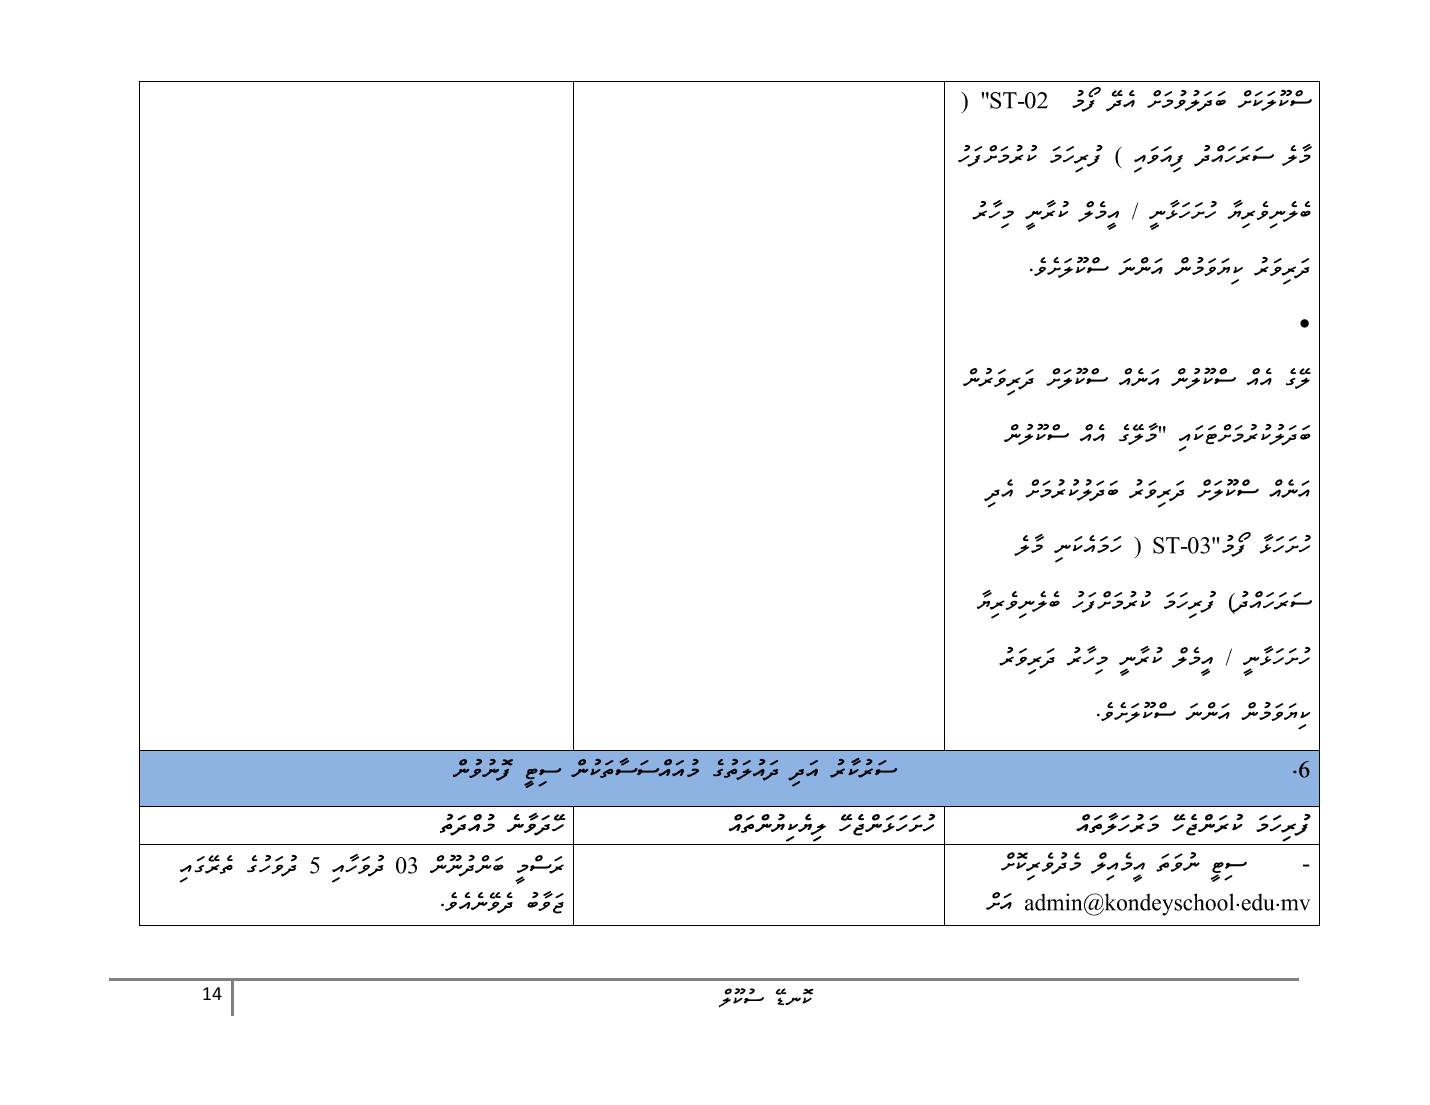 ސްކޫލަކަށް ބަދަލުވުމަށް އެދޭ ފޯމު ST-02" (
މާލެ ސަރަހައްދު ފިއަވައި ) ފުރިހަމަ ކުރުމަށްފަހު
ބެލެނިވެރިޔާ ހުށަހަޅާނީ / އީމެލް ކުރާނީ މިހާރު
ދަރިވަރު ކިޔަވަމުން އަންނަ ސްކޫލަށެވެ.
•
ލޭގެ އެއް ސްކޫލުން އަނެއް ސްކޫލަށް ދަރިވަރުން
ބަދަލުކުރުމަށްޓަކައި "މާލޭގެ އެއް ސްކޫލުން
އަނެއް ސްކޫލަށް ދަރިވަރު ބަދަލުކުރުމަށް އެދި
ހުށަހަޅާ ފޯމު"ST-03 ( ހަމައެކަނި މާލެ
ސަރަހައްދު) ފުރިހަމަ ކުރުމަށްފަހު ބެލެނިވެރިޔާ
ހުށަހަޅާނީ / އީމެލް ކުރާނީ މިހާރު ދަރިވަރު
ކިޔަވަމުން އަންނަ ސްކޫލަށެވެ.
6. ސަރުކާރު އަދި ދައުލަތުގެ މުއައްސަސާތަކުން ސިޓީ ފޮނުވުން
ފުރިހަމަ ކުރަންޖެހޭ މަރުހަލާތައް
ހުށަހަޅަންޖެހޭ ލިޔެކިޔުންތައް
ހޭދަވާނެ މުއްދަތު
- ސިޓީ ނުވަތަ އީމެއިލް މެދުވެރިކޮށް
admin@kondeyschool.edu.mv އަށް
ރަސްމީ ބަންދުނޫން 03 ދުވަހާއި 5 ދުވަހުގެ ތެރޭގައި
ޖަވާބު ދެވޭނެއެވެ.
ކޮނޑޭ ސުކޫލް
14